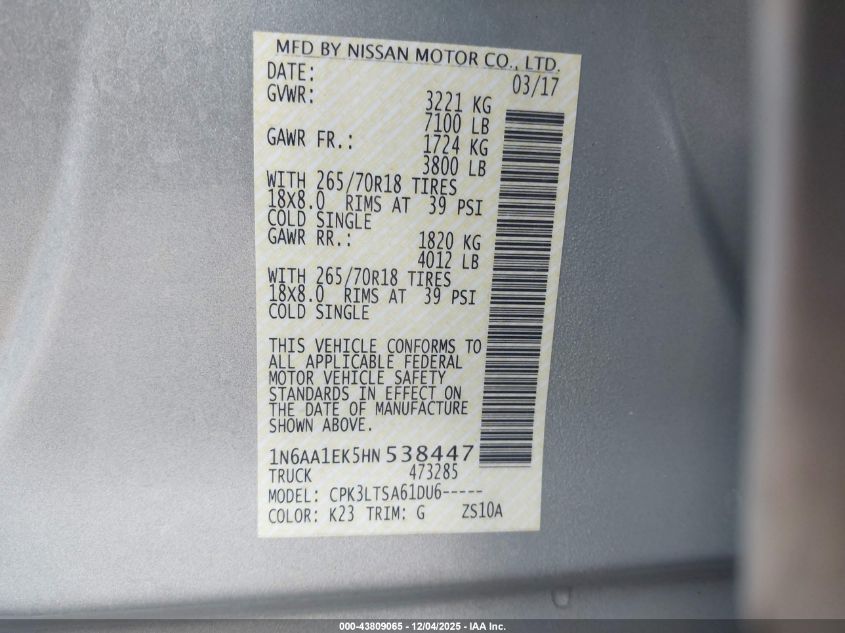 MFD BY NISSAN MOTOR CO., LTD.
DATE: 03/17
GVWR: 3221 KG
7100 LB
GAWR FR.: 1724 KG
3800 LB
WITH 265/70R18 TIRES
18X8.0 RIMS AT 39 PSI
COLD SINGLE
GAWR RR.: 1820 KG
4012 LB
WITH 265/70R18 TIRES
18X8.0 RIMS AT 39 PSI
COLD SINGLE
THIS VEHICLE CONFORMS TO
ALL APPLICABLE FEDERAL
MOTOR VEHICLE SAFETY
STANDARDS IN EFFECT ON
THE DATE OF MANUFACTURE
SHOWN ABOVE.
1N6AA1EK5HN538447
TRUCK 473285
MODEL: CPK3LTSA61DU6-----
COLOR: K23 TRIM: G ZS10A
000-43809065 - 12/04/2025 - IAA Inc.